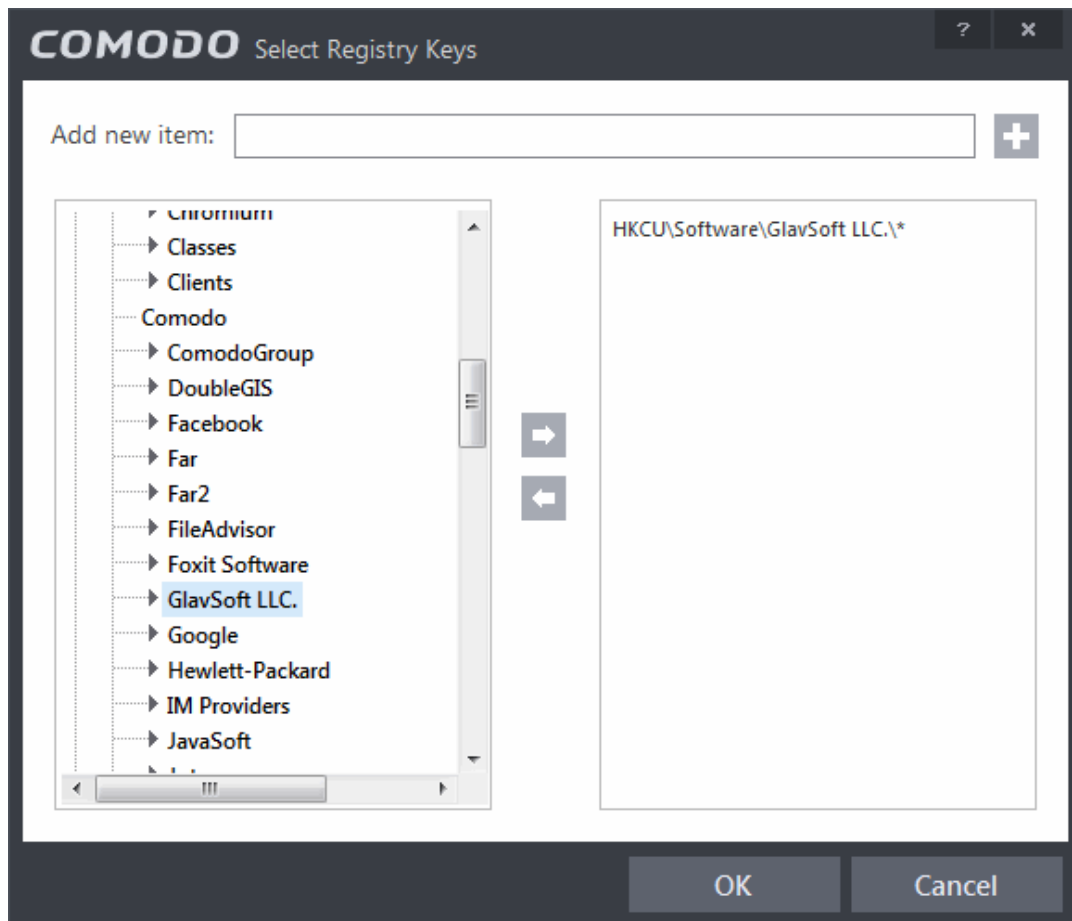 COMODO Select Registry Keys
?
×
Add new item:
Chromium
Classes
Clients
Comodo
ComodoGroup
DoubleGIS
Facebook
Far
Far2
FileAdvisor
Foxit Software
GlavSoft LLC.
Google
Hewlett-Packard
IM Providers
JavaSoft
HKCU\Software\GlavSoft LLC.\*
OK
Cancel